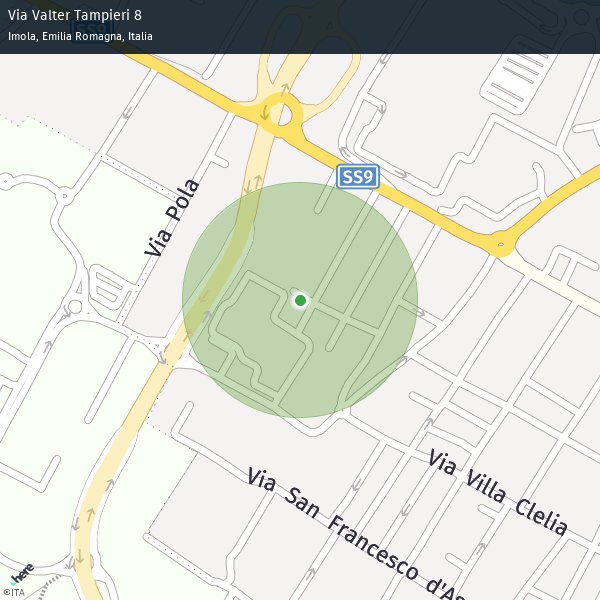 Via Valter Tampieri 8
Imola, Emilia Romagna, Italia
SS9
Via Pola
Via Villa Clelia
Via San Francesco d'As
here
©ITA